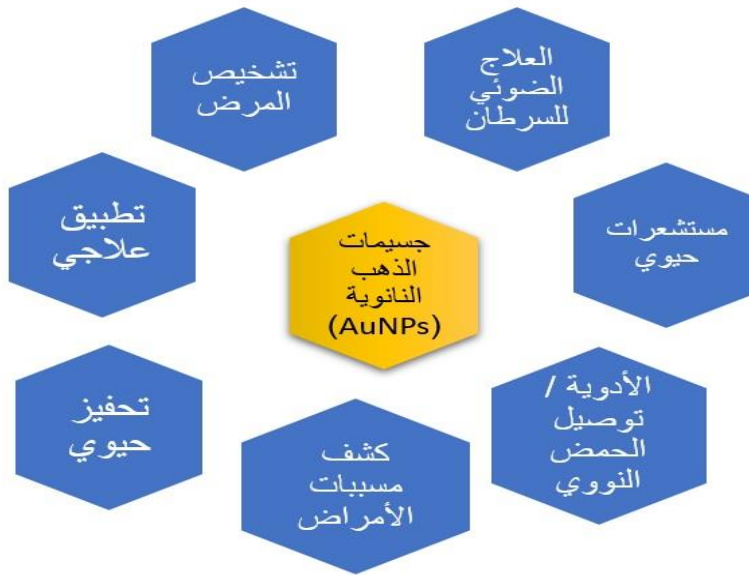 تشخيص
المرض
العلاج
الضوئي
للسرطان
تطبيق
علاجي
جسيمات
الذهب
النانوية
(AuNPs)
مستشعرات
حيوي
تحفيز
حيوي
كشف
مسببات
الأمراض
الأدوية /
توصيل
الحمض
النووي